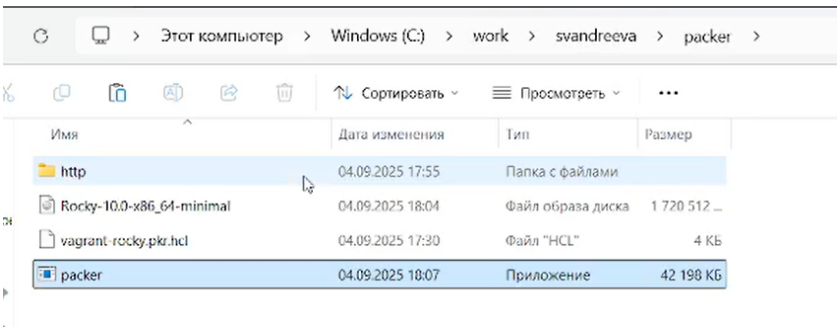 Этот компьютер > Windows (C:) > work > svandreeva > packer >
Сортировать Просмотреть ...
Имя Дата изменения Тип Размер
http 04.09.2025 17:55 Папка с файлами
Rocky-10.0-x86_64-minimal 04.09.2025 18:04 Файл образа диска 1 720 512 ...
vagrant-rocky.pkr.hcl 04.09.2025 17:30 Файл "HCL" 4 КБ
packer 04.09.2025 18:07 Приложение 42 198 КБ